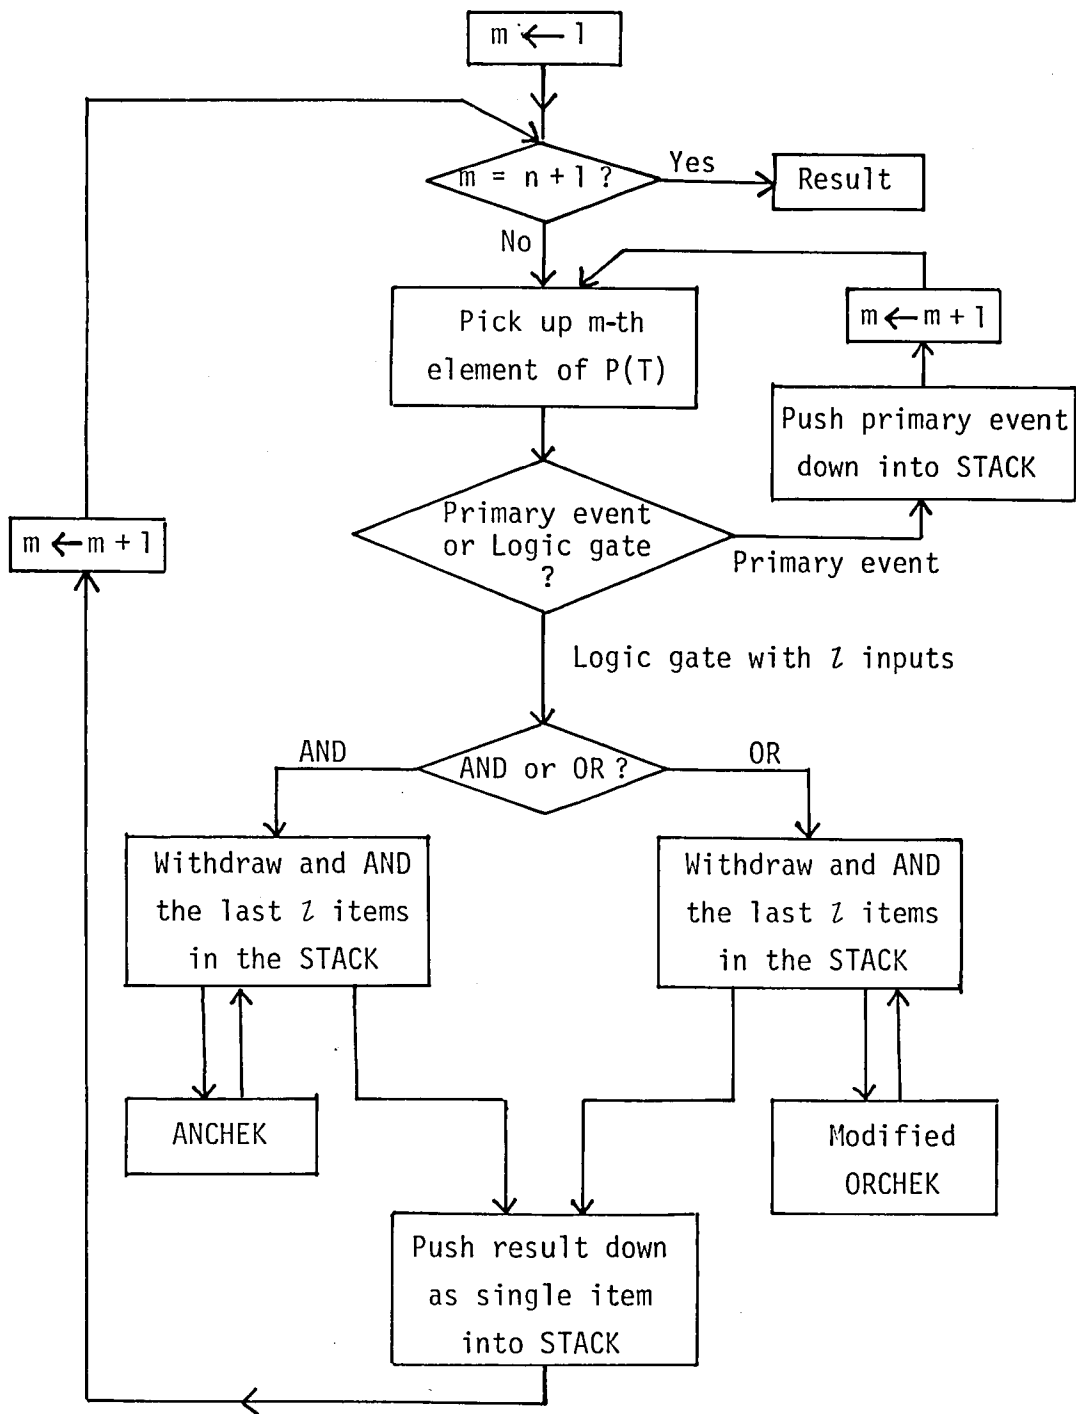 m ← 1
m = n + 1 ?
Yes
Result
No
Pick up m-th
element of P(T)
m ← m + 1
Push primary event
down into STACK
Primary event
or Logic gate
?
Primary event
m ← m + 1
Logic gate with l inputs
AND or OR ?
AND
OR
Withdraw and AND
the last l items
in the STACK
Withdraw and AND
the last l items
in the STACK
ANCHEK
Modified
ORCHEK
Push result down
as single item
into STACK